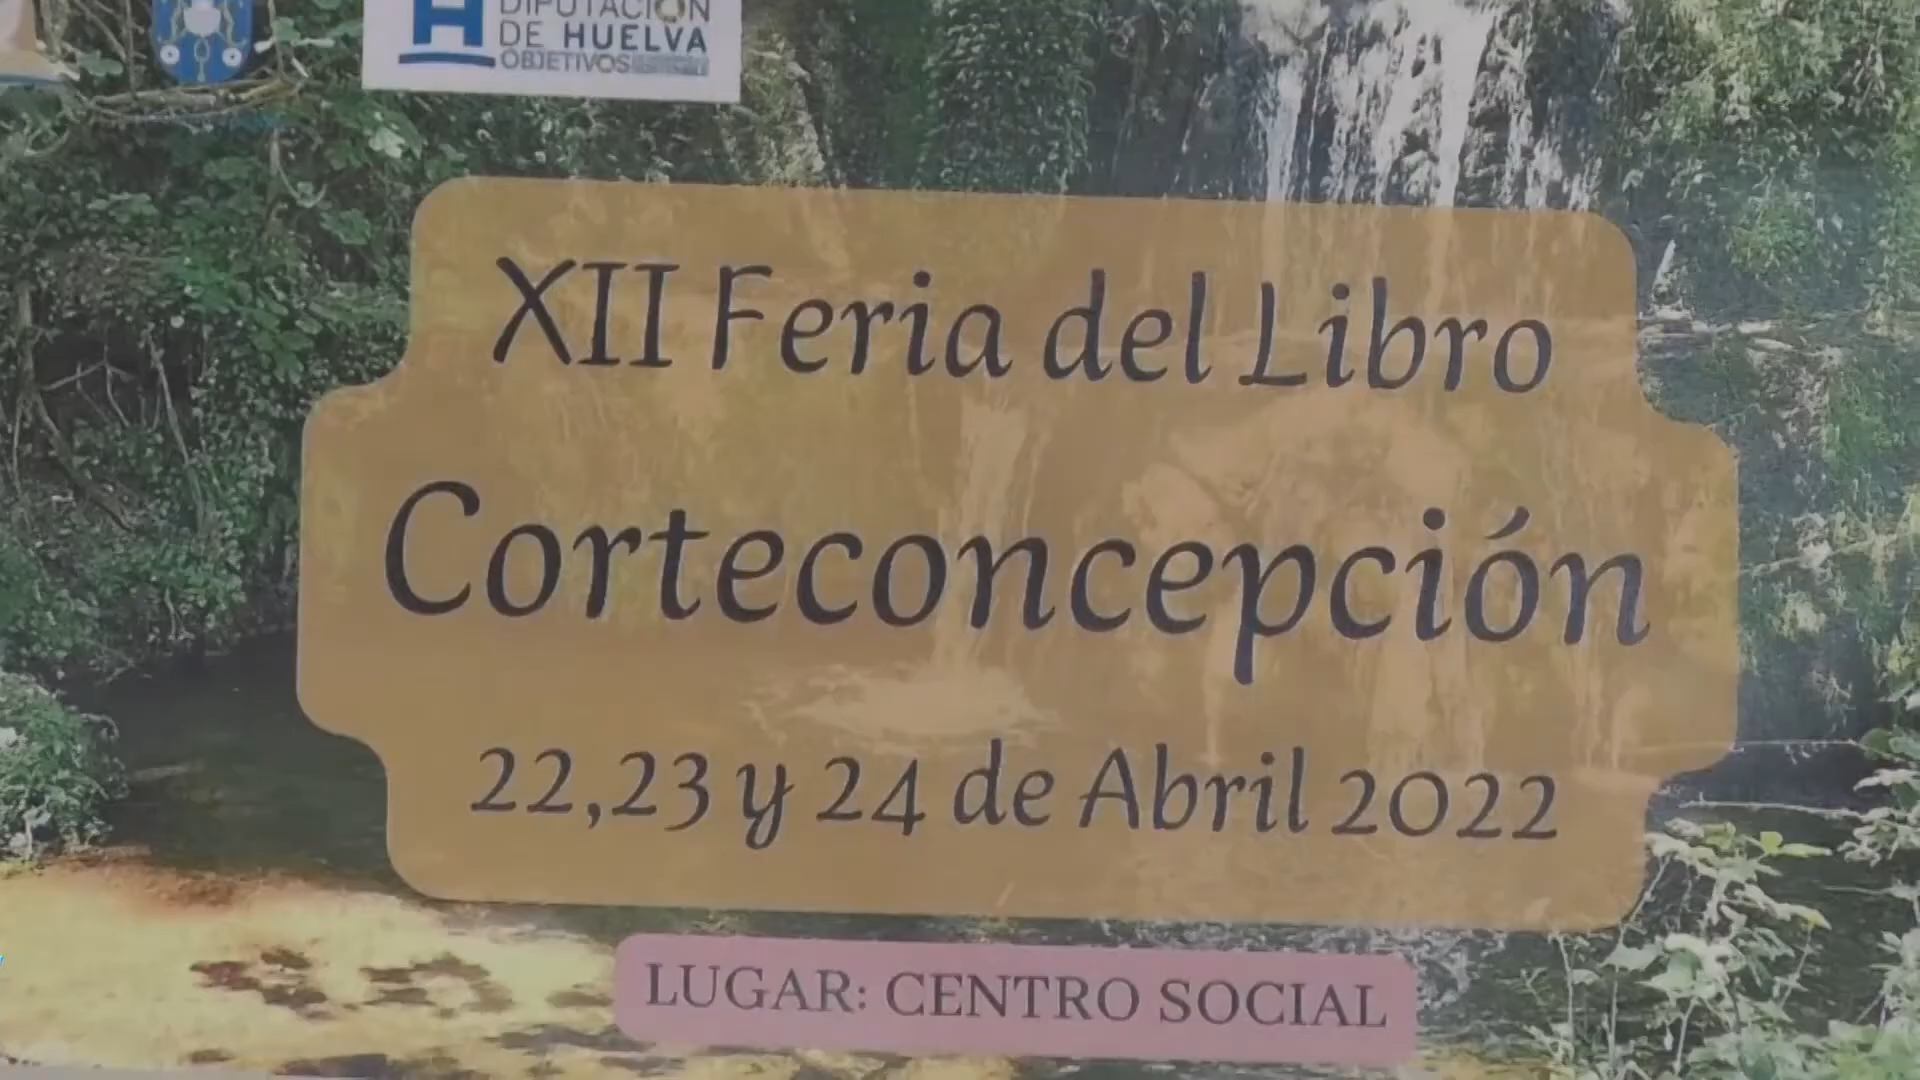 DIPUTACIÓN
DE HUELVA
OBJETIVOS
XII Feria del Libro
Corteconcepción
22,23 y 24 de Abril 2022
LUGAR: CENTRO SOCIAL